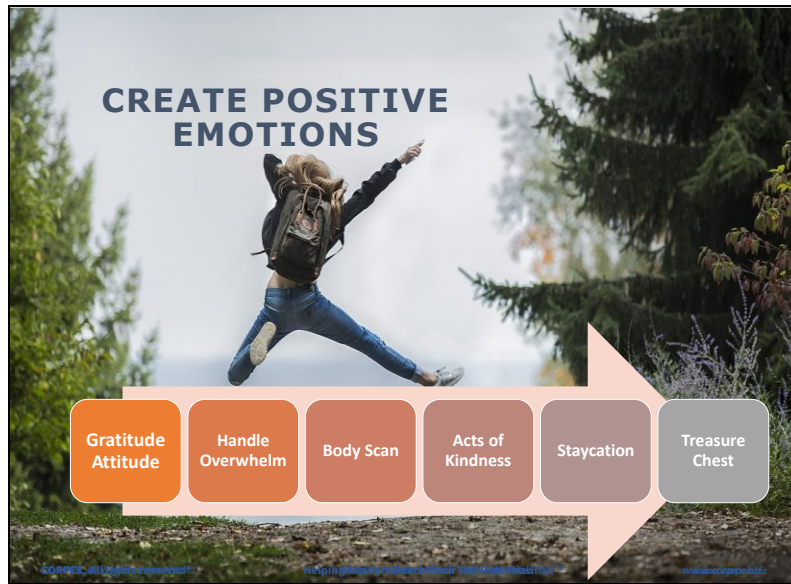 CREATE POSITIVE
EMOTIONS
Gratitude
Attitude
Handle
Overwhelm
Body Scan
Acts of
Kindness
Staycation
Treasure
Chest